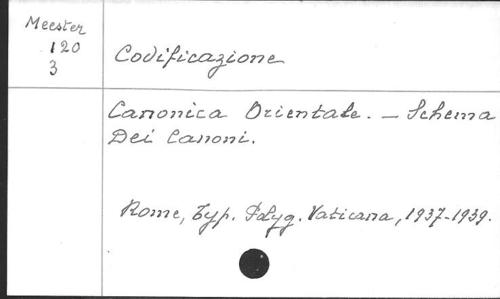 Meester
120
3
Codificazione
Canonica Orientale. – Schema
Dei Canoni.
Rome, Typ. Polyg. Vaticana, 1937-1939.